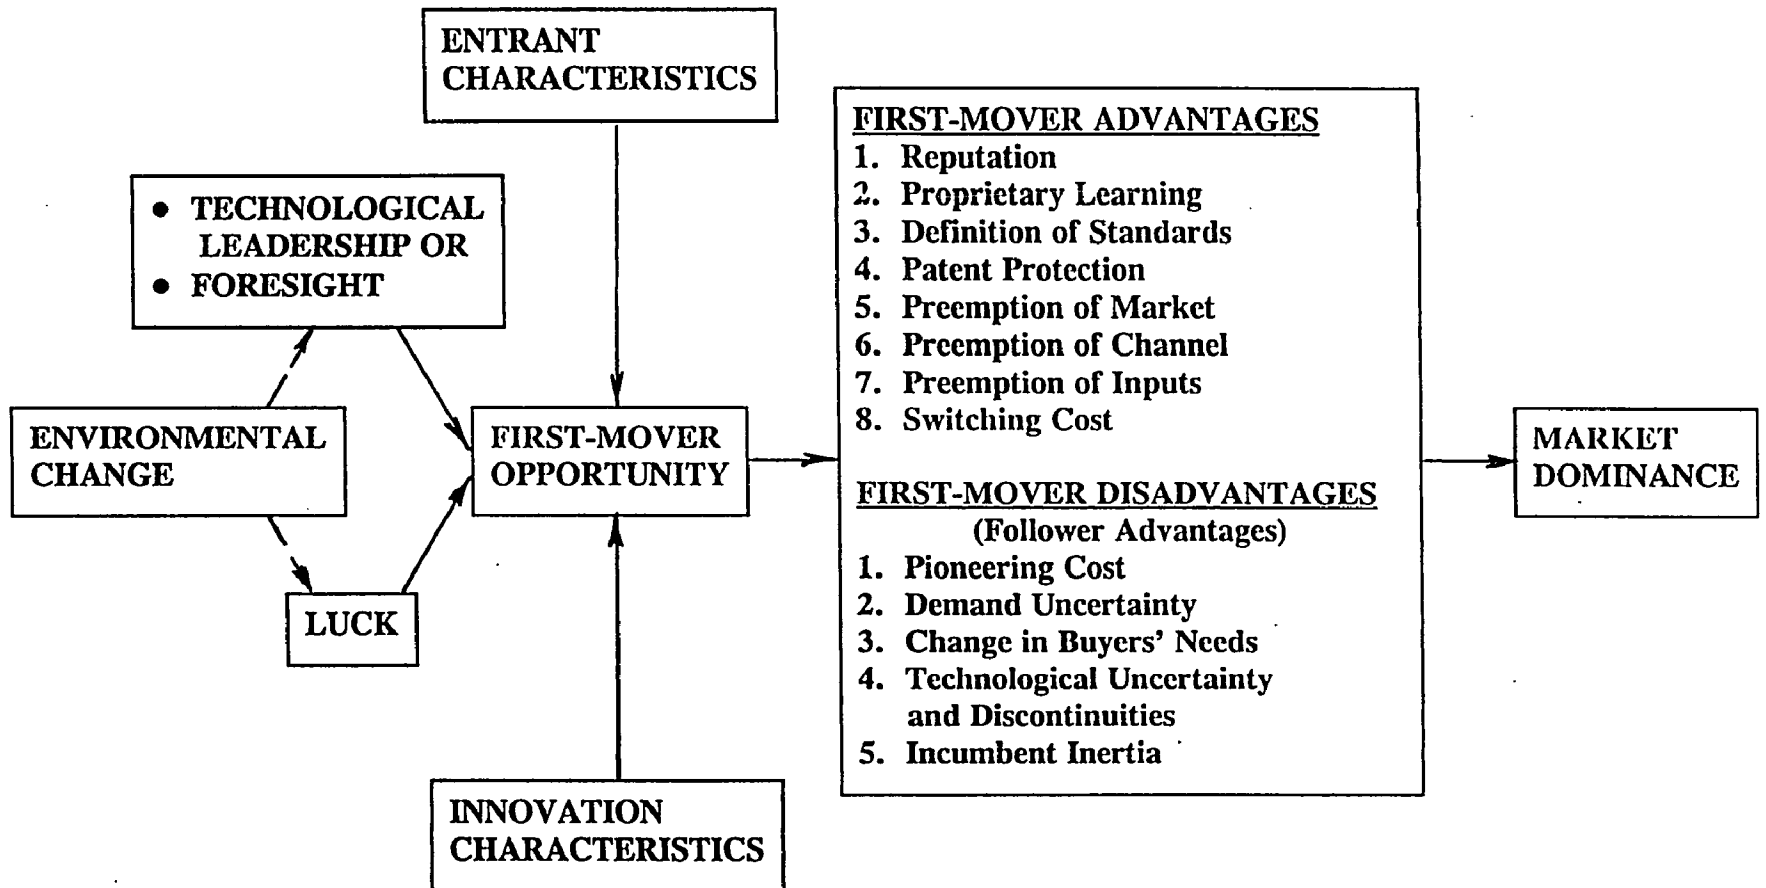 ENTRANT
CHARACTERISTICS
• TECHNOLOGICAL
LEADERSHIP OR
• FORESIGHT
ENVIRONMENTAL
CHANGE
LUCK
FIRST-MOVER
OPPORTUNITY
INNOVATION
CHARACTERISTICS
FIRST-MOVER ADVANTAGES
1. Reputation
2. Proprietary Learning
3. Definition of Standards
4. Patent Protection
5. Preemption of Market
6. Preemption of Channel
7. Preemption of Inputs
8. Switching Cost
FIRST-MOVER DISADVANTAGES
(Follower Advantages)
1. Pioneering Cost
2. Demand Uncertainty
3. Change in Buyers' Needs
4. Technological Uncertainty
and Discontinuities
5. Incumbent Inertia
MARKET
DOMINANCE